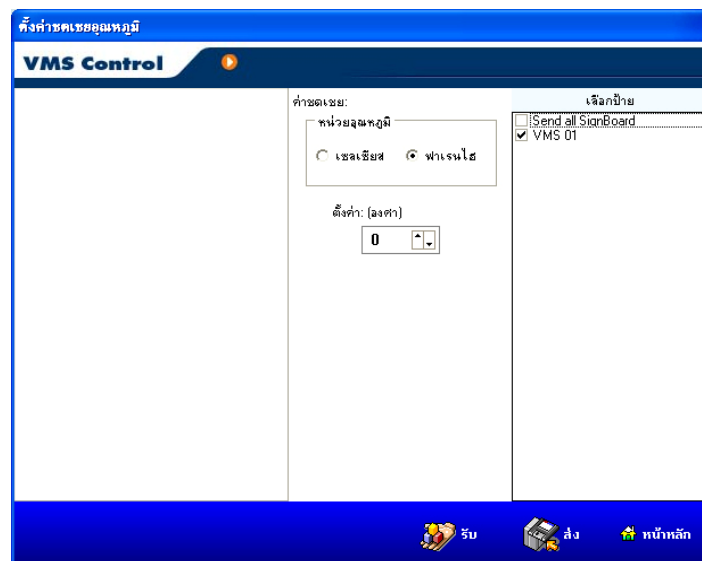 ตั้งค่าชดเชยอุณหภูมิ
VMS Control
ค่าชดเชย:
หน่วยอุณหภูมิ
เซลเซียส ฟาเรนไฮ
ตั้งค่า: (องศา)
0
เลือกป้าย
Send all SignBoard
VMS 01
รับ ส่ง หน้าหลัก